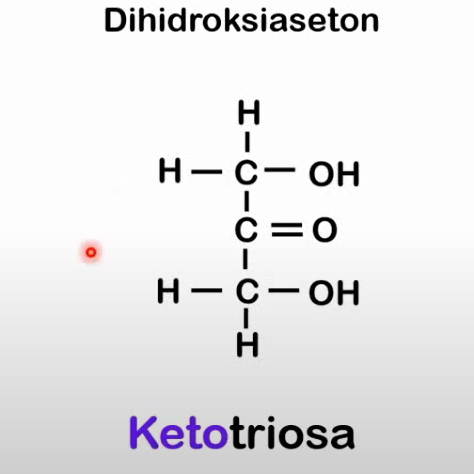 Dihidroksiaseton
H
H — C — OH
C = O
H — C — OH
H
Ketotriosa